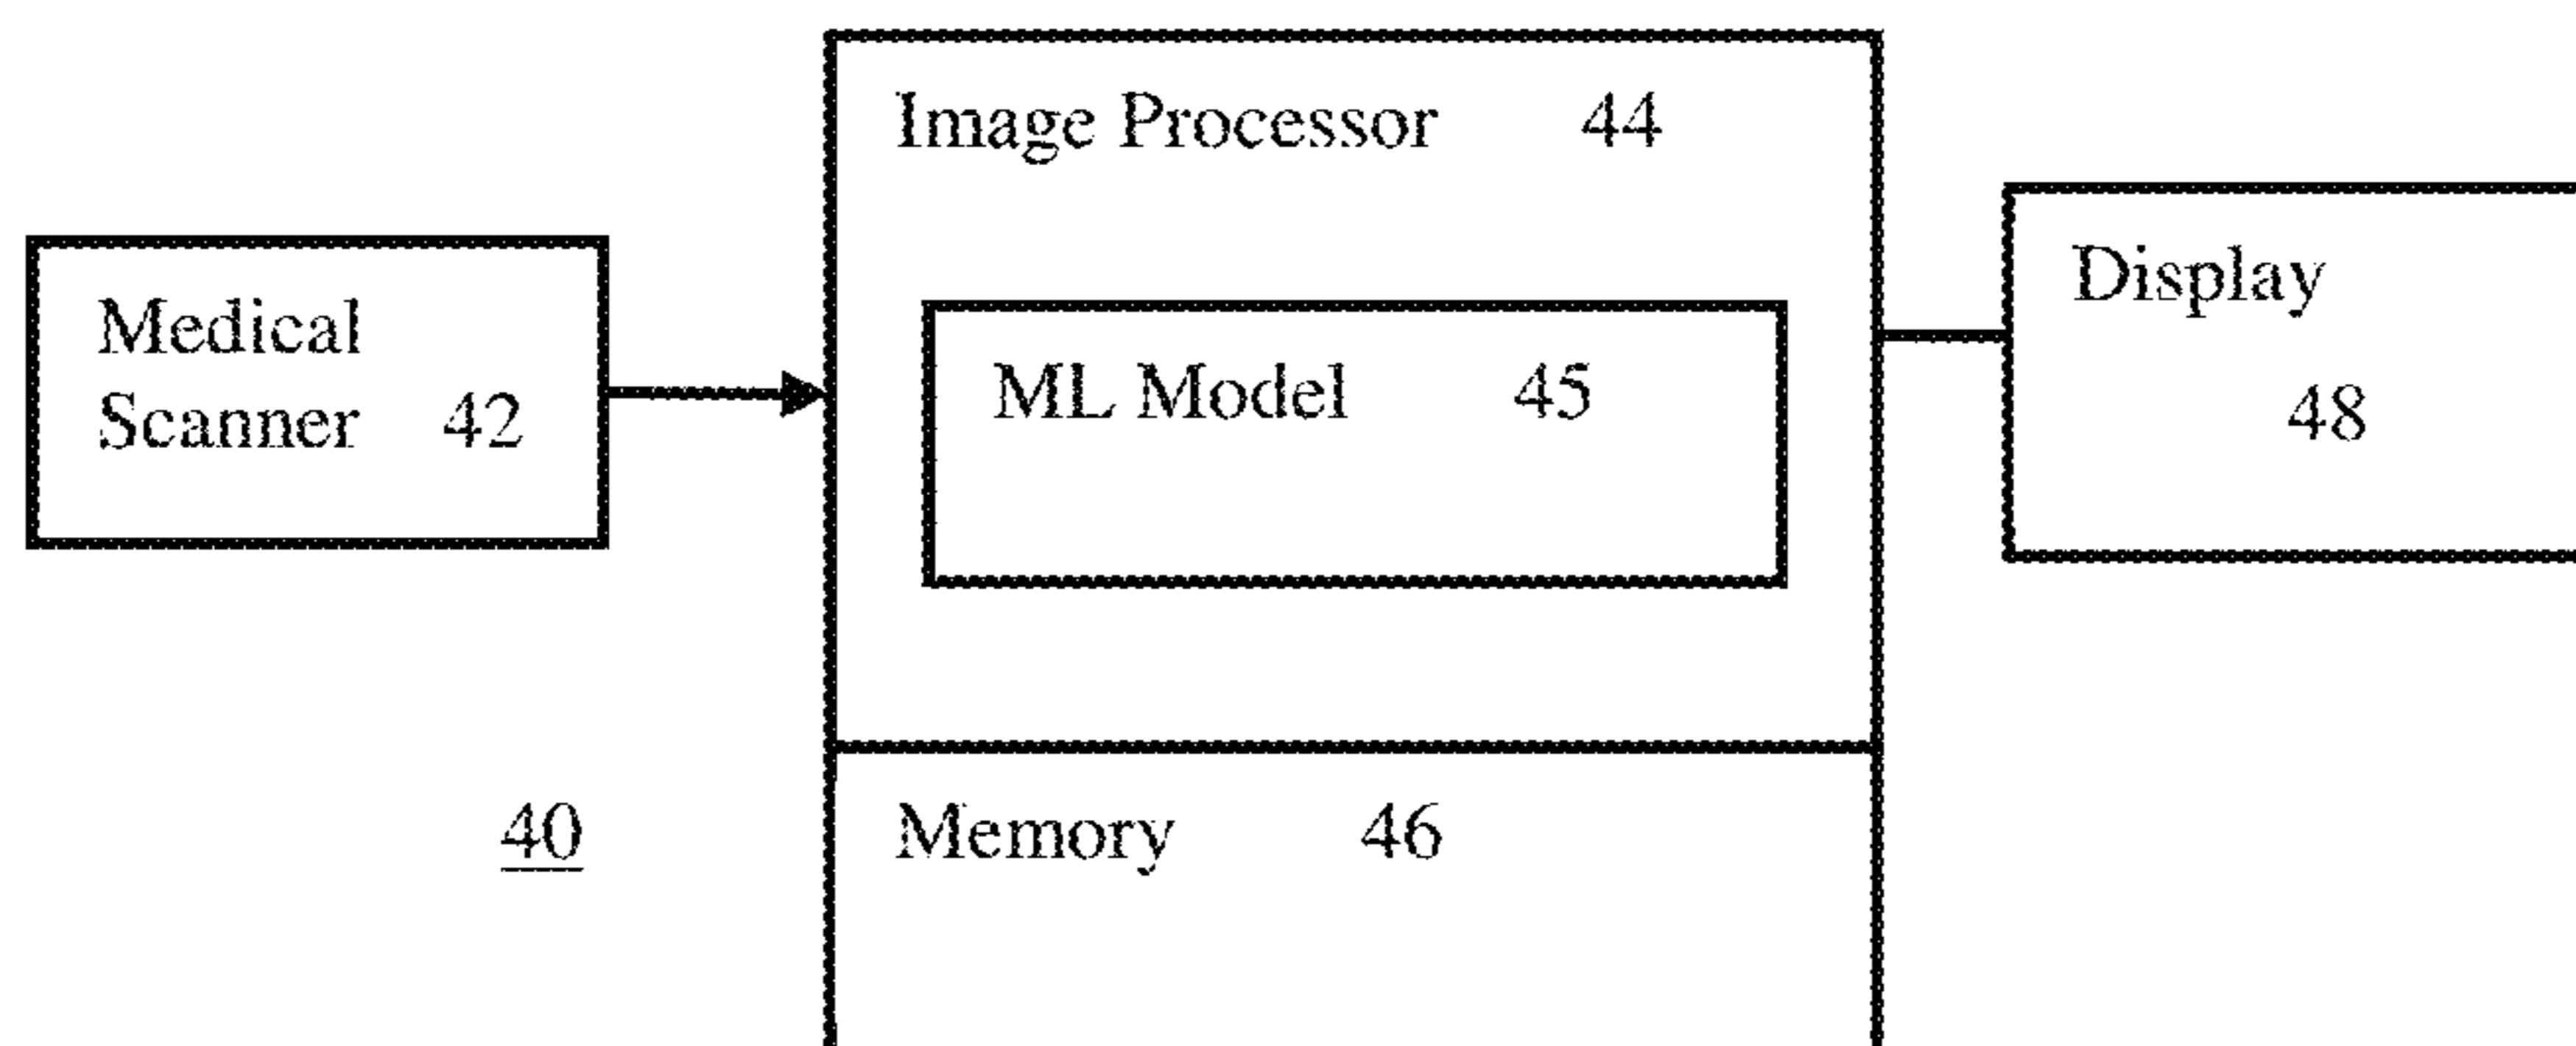 Image Processor 44
Medical
Scanner 42
ML Model 45
Display
48
40
Memory 46